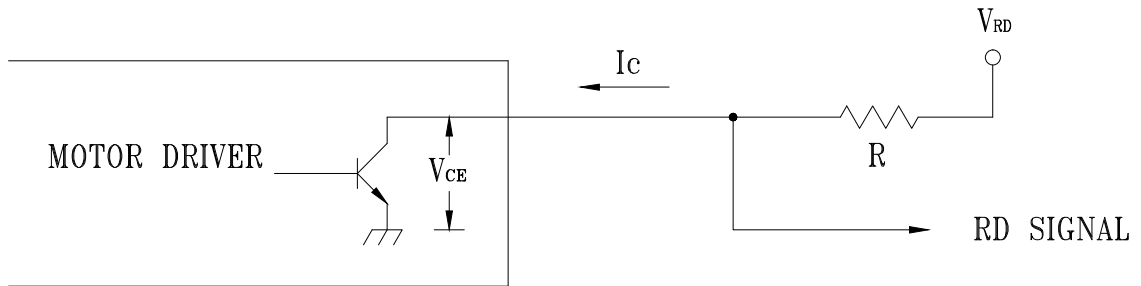 VRD
Ic
MOTOR DRIVER
VCE
R
RD SIGNAL